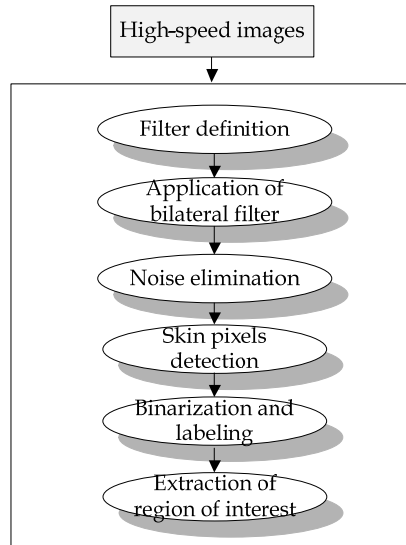 High-speed images
Filter definition
Application of
bilateral filter
Noise elimination
Skin pixels
detection
Binarization and
labeling
Extraction of
region of interest